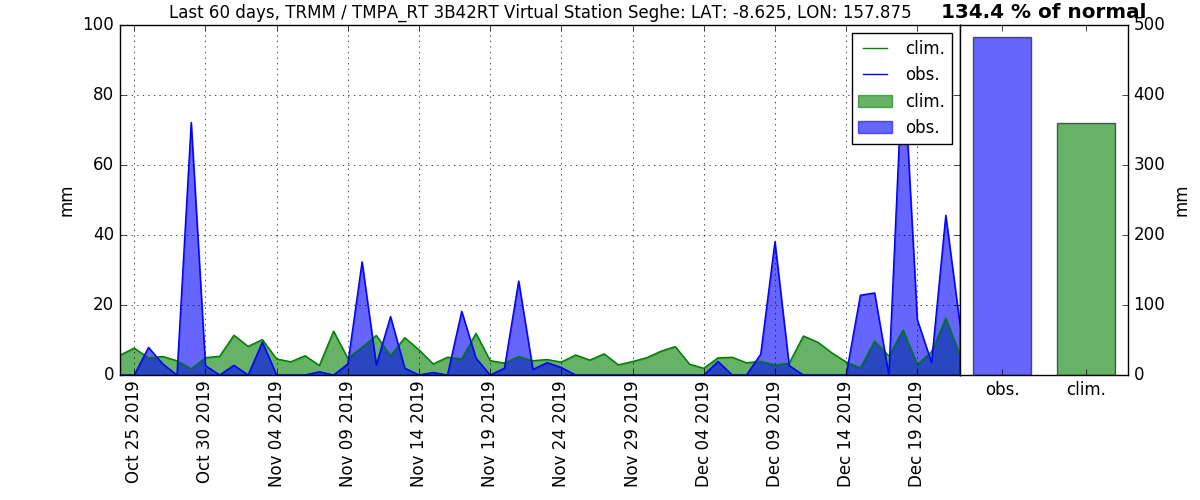 Last 60 days, TRMM / TMPA_RT 3B42RT Virtual Station Seghe: LAT: -8.625, LON: 157.875
134.4 % of normal
100
80
60
40
20
0
mm
clim.
obs.
clim.
obs.
500
400
300
200
100
0
mm
obs.
clim.
Oct 25 2019
Oct 30 2019
Nov 04 2019
Nov 09 2019
Nov 14 2019
Nov 19 2019
Nov 24 2019
Nov 29 2019
Dec 04 2019
Dec 09 2019
Dec 14 2019
Dec 19 2019